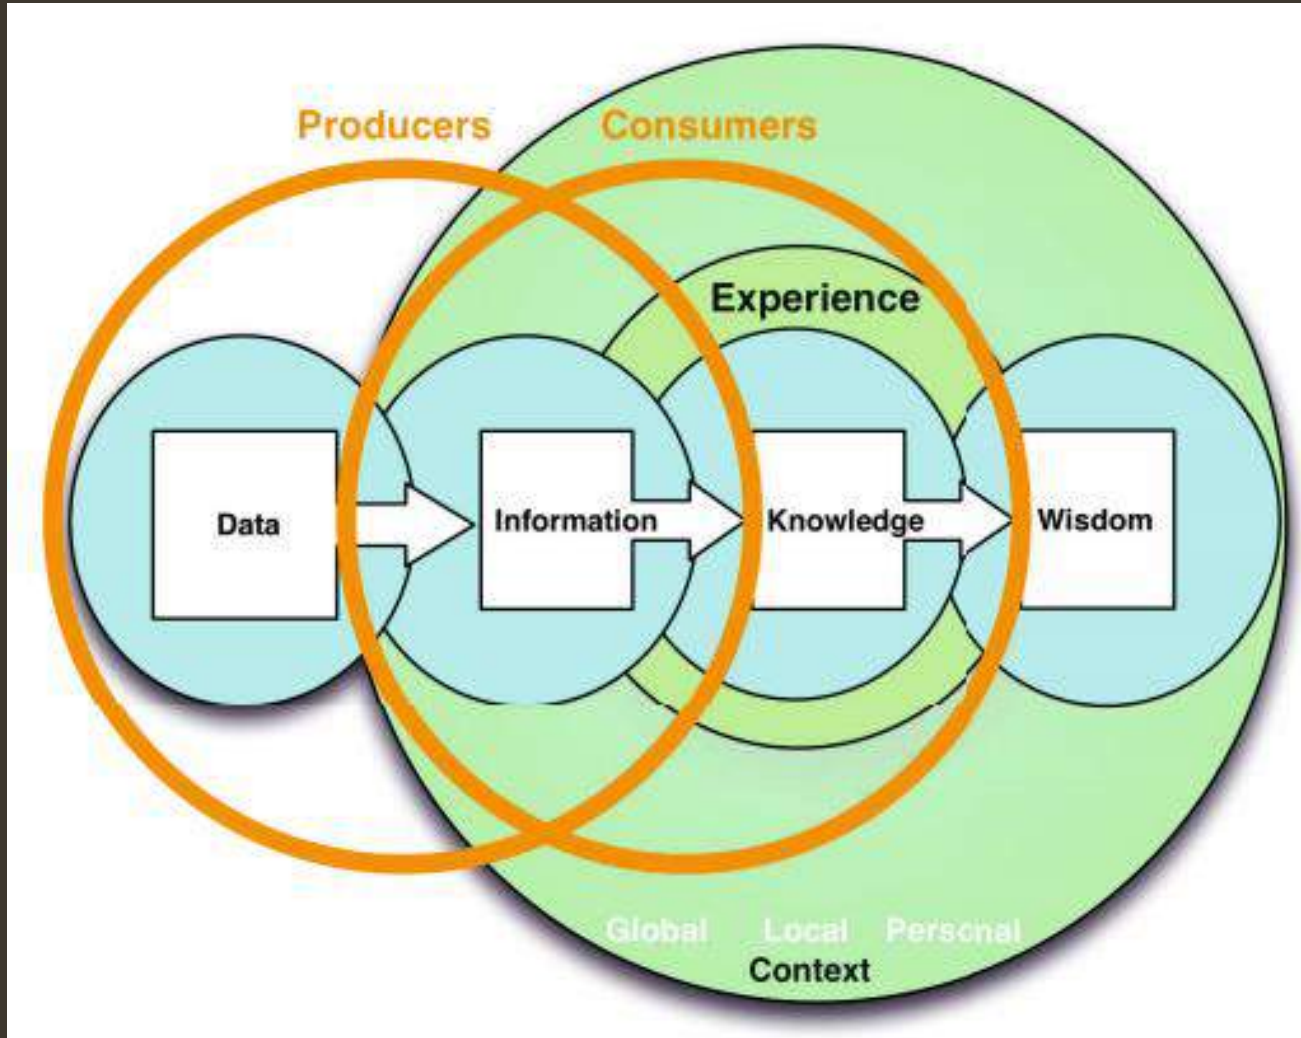 Producers Consumers
Experience
Data Information Knowledge Wisdom
Global Local Personal
Context